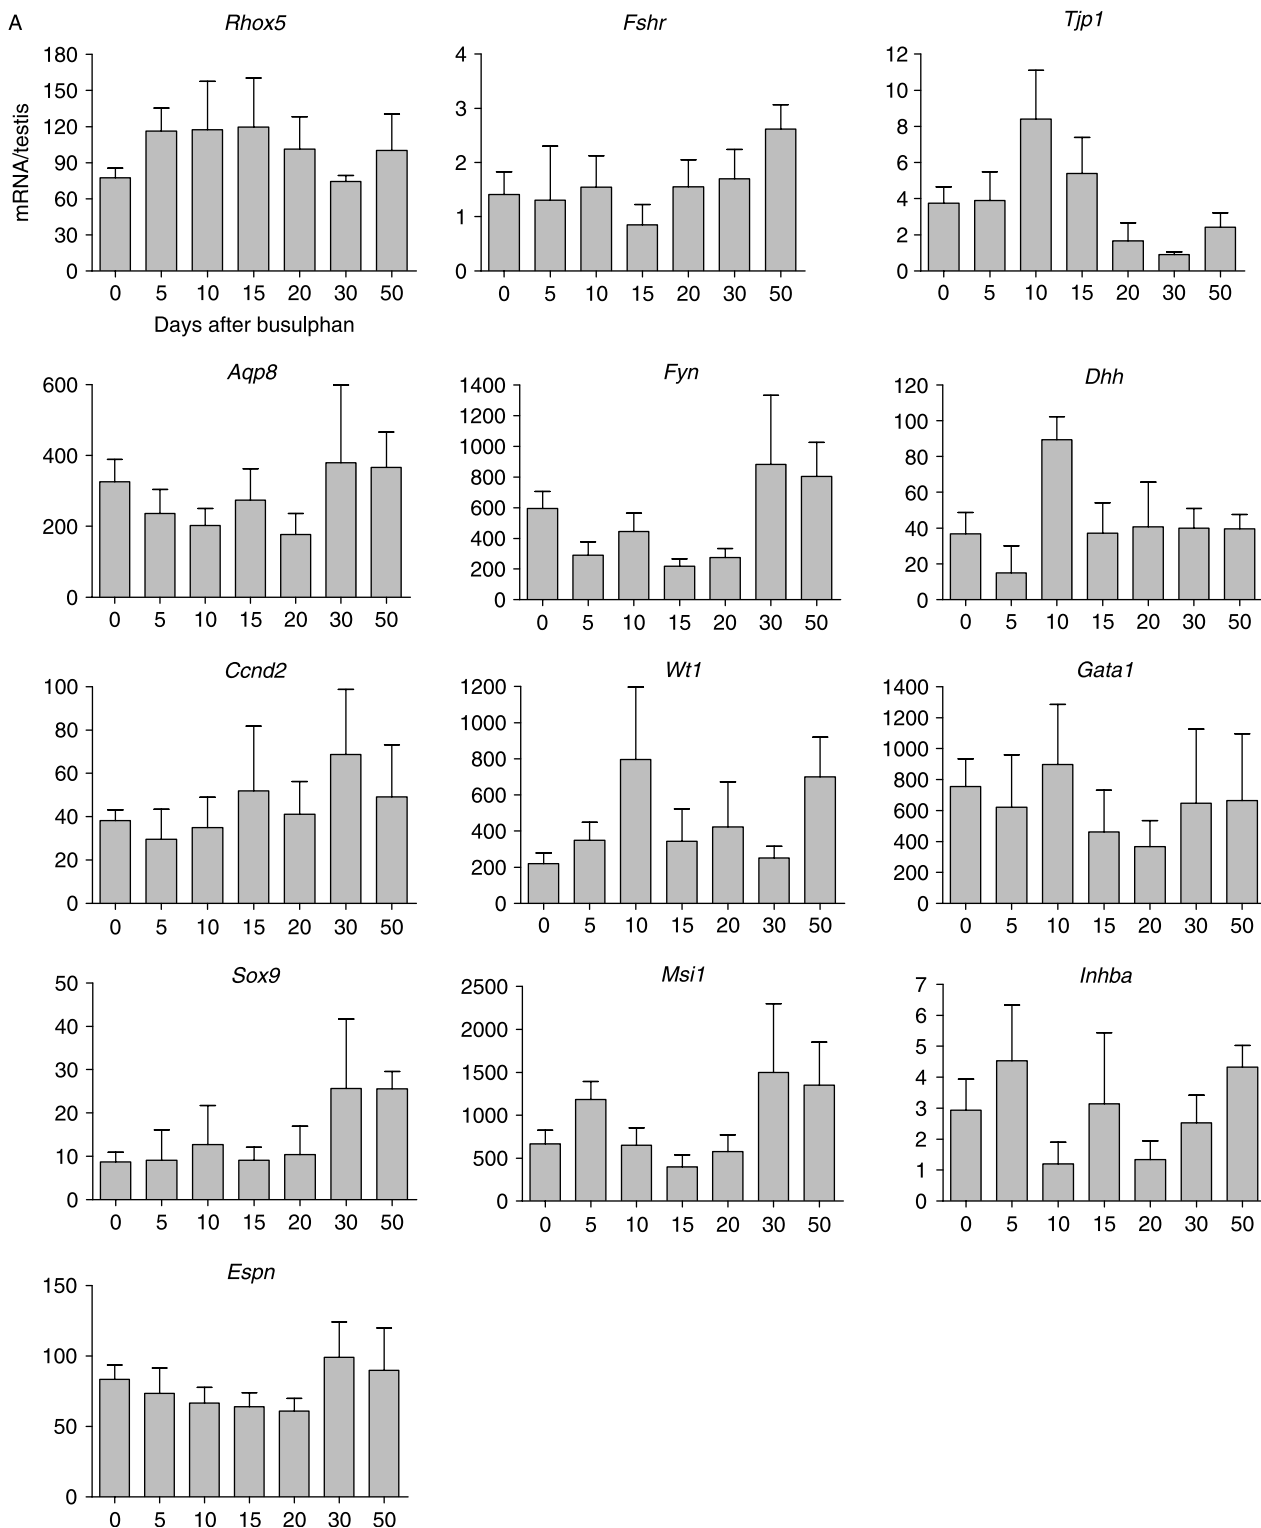 A
Rhox5
Fshr
Tjp1
mRNA/testis
180
150
120
90
60
30
0
0 5 10 15 20 30 50
Days after busulphan
4
3
2
1
0
0 5 10 15 20 30 50
12
10
8
6
4
2
0
0 5 10 15 20 30 50
Aqp8
600
400
200
0
0 5 10 15 20 30 50
Fyn
1400
1200
1000
800
600
400
200
0
0 5 10 15 20 30 50
Dhh
120
100
80
60
40
20
0
0 5 10 15 20 30 50
Ccnd2
100
80
60
40
20
0
0 5 10 15 20 30 50
Wt1
1200
1000
800
600
400
200
0
0 5 10 15 20 30 50
Gata1
1400
1200
1000
800
600
400
200
0
0 5 10 15 20 30 50
Sox9
50
40
30
20
10
0
0 5 10 15 20 30 50
Msi1
2500
2000
1500
1000
500
0
0 5 10 15 20 30 50
Inhba
7
6
5
4
3
2
1
0
0 5 10 15 20 30 50
Espn
150
100
50
0
0 5 10 15 20 30 50